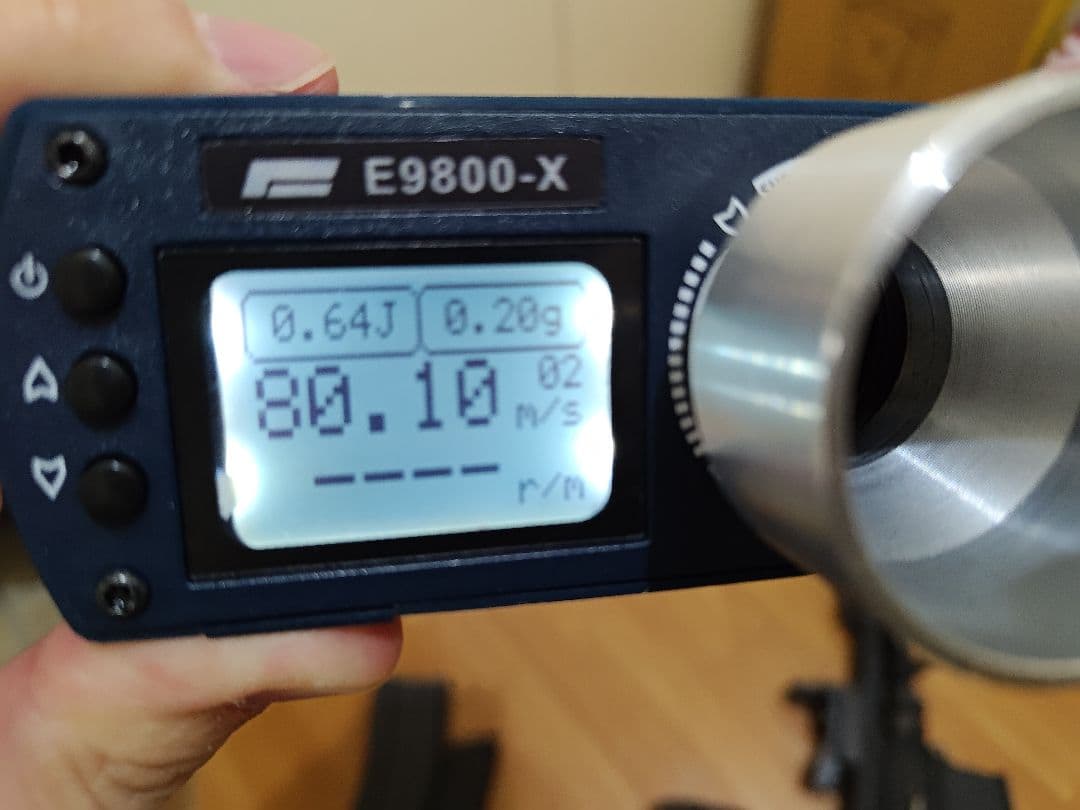 E9800-X
0.64J 0.20g
80.10 02 m/s
---- r/m